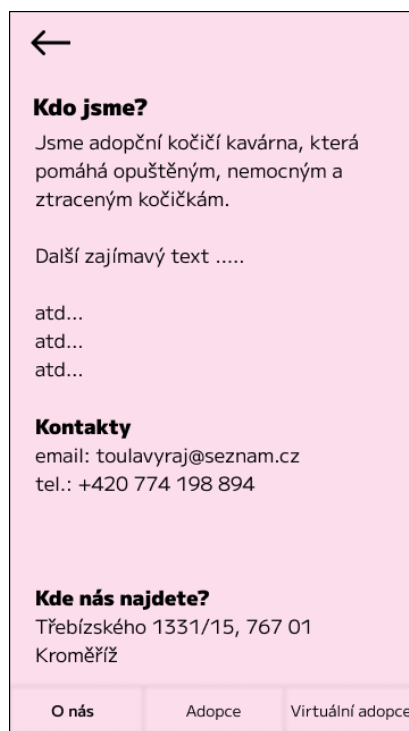 Kdo jsme?
Jsme adopční kočičí kavárna, která
pomáhá opuštěným, nemocným a
ztraceným kočičkám.
Další zajímavý text .....
atd...
atd...
atd...
Kontakty
email: toulavyraj@seznam.cz
tel.: +420 774 198 894
Kde nás najdete?
Třebízského 1331/15, 767 01
Kroměříž
O nás
Adopce
Virtuální adopce